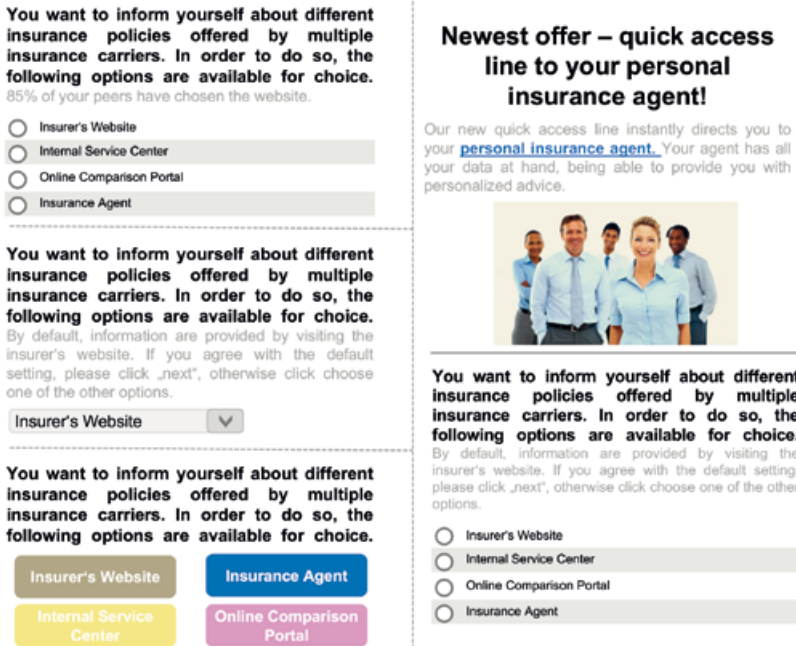 You want to inform yourself about different
insurance policies offered by multiple
insurance carriers. In order to do so, the
following options are available for choice.
85% of your peers have chosen the website.
Insurer's Website
Internal Service Center
Online Comparison Portal
Insurance Agent
You want to inform yourself about different
insurance policies offered by multiple
insurance carriers. In order to do so, the
following options are available for choice.
By default, information are provided by visiting the
insurer's website. If you agree with the default
setting, please click „next“, otherwise click choose
one of the other options.
Insurer's Website
You want to inform yourself about different
insurance policies offered by multiple
insurance carriers. In order to do so, the
following options are available for choice.
Insurer's Website
Insurance Agent
Internal Service
Center
Online Comparison
Portal
Newest offer – quick access
line to your personal
insurance agent!
Our new quick access line instantly directs you to
your personal insurance agent. Your agent has all
your data at hand, being able to provide you with
personalized advice.
You want to inform yourself about different
insurance policies offered by multiple
insurance carriers. In order to do so, the
following options are available for choice.
By default, information are provided by visiting the
insurer's website. If you agree with the default setting,
please click „next“, otherwise click choose one of the other
options.
Insurer's Website
Internal Service Center
Online Comparison Portal
Insurance Agent